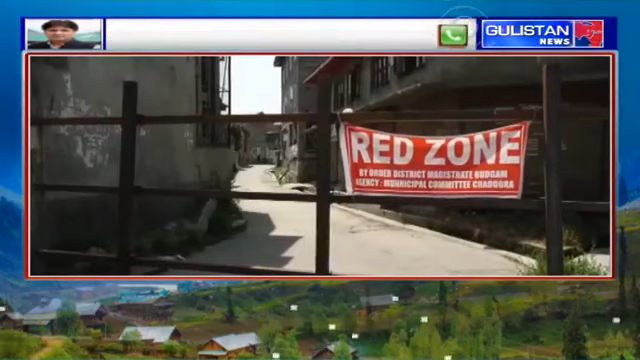 GULISTAN
NEWS
RED ZONE
BY ORDER DISTRICT MAGISTRATE BUDGAM
AGENCY : MUNICIPAL COMMITTEE CHADOORA